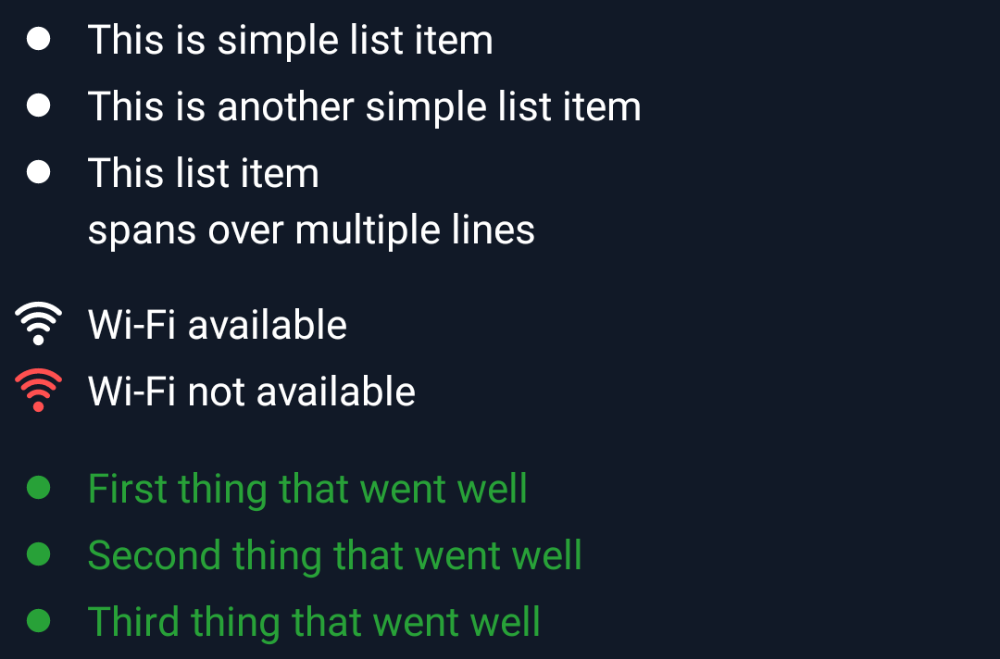 This is simple list item
This is another simple list item
This list item
spans over multiple lines
Wi-Fi available
Wi-Fi not available
First thing that went well
Second thing that went well
Third thing that went well